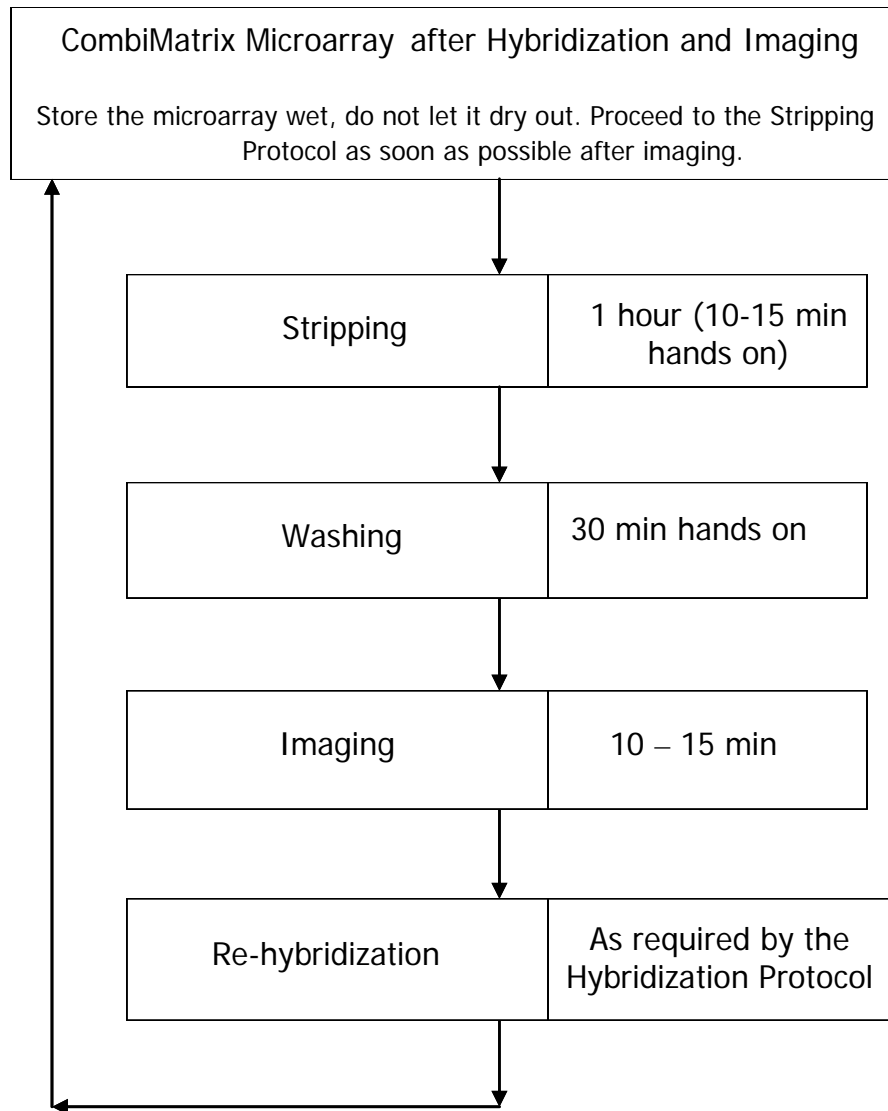 CombiMatrix Microarray after Hybridization and Imaging
Store the microarray wet, do not let it dry out. Proceed to the Stripping
Protocol as soon as possible after imaging.
Stripping
1 hour (10-15 min
hands on)
Washing
30 min hands on
Imaging
10 – 15 min
Re-hybridization
As required by the
Hybridization Protocol